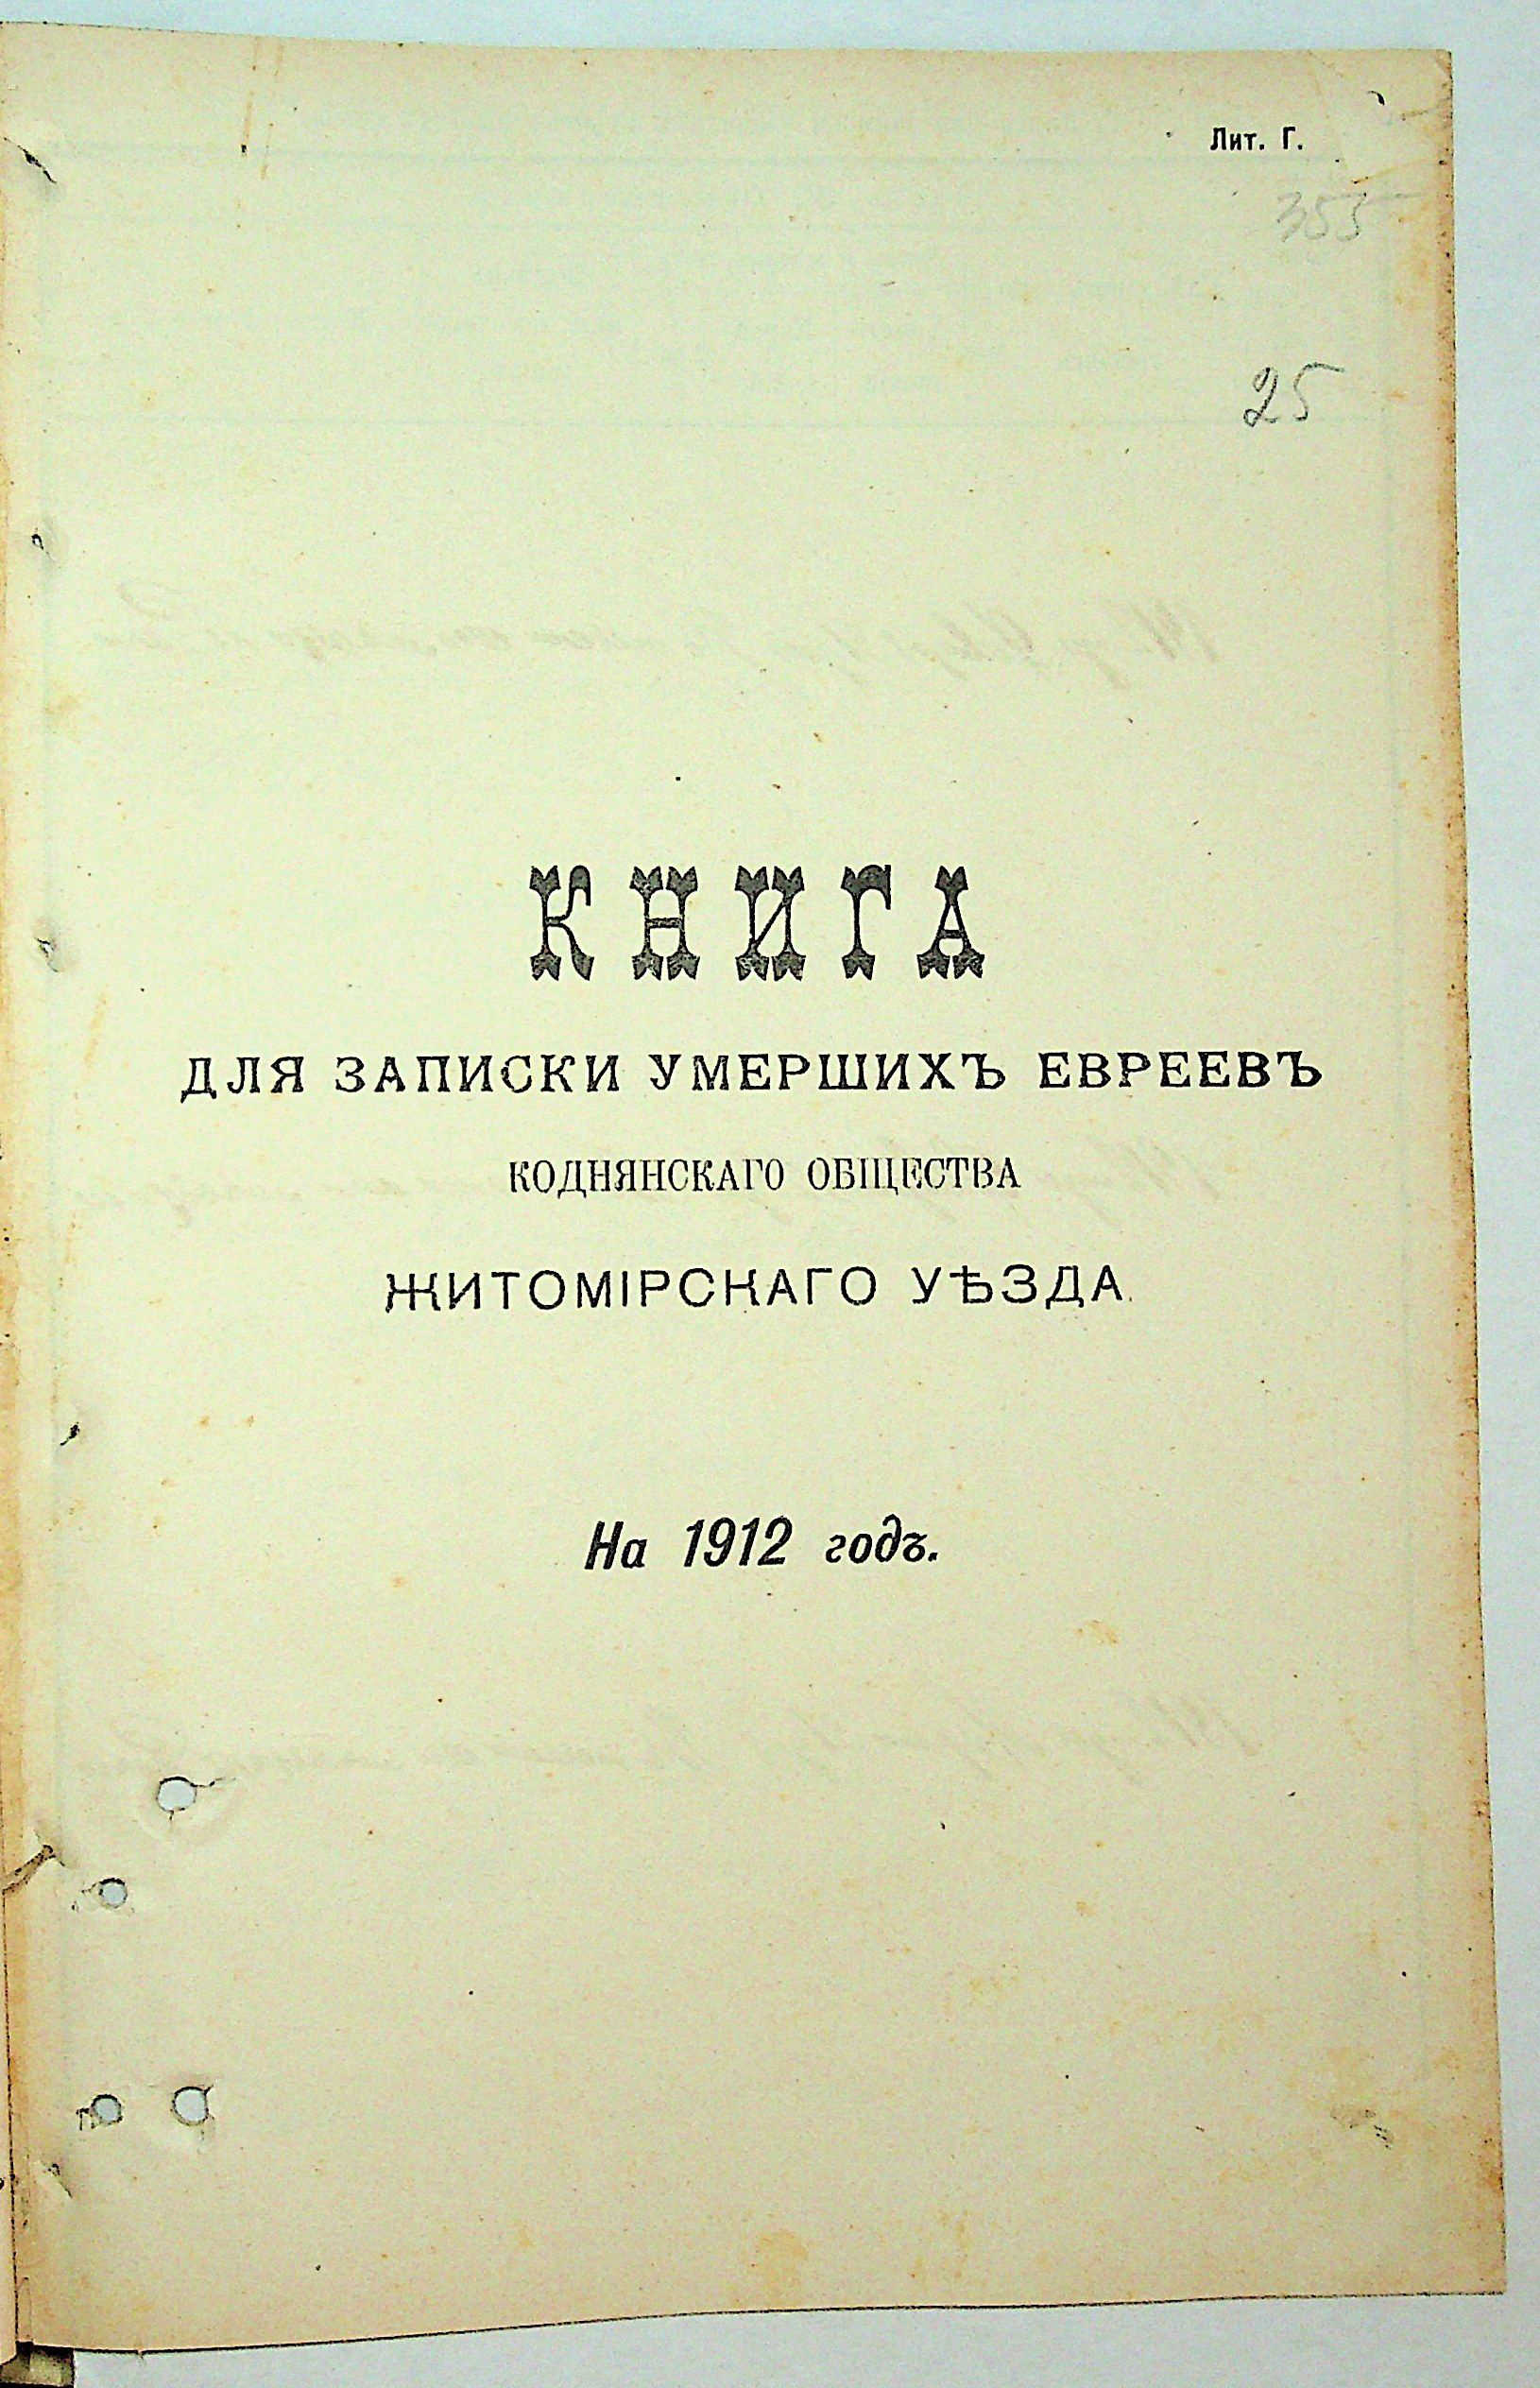 Лит. Г.
355
25
КНИГА
ДЛЯ ЗАПИСКИ УМЕРШИХЪ ЕВРЕЕВЪ
КОДНЯНСКАГО ОБЩЕСТВА
ЖИТОМІРСКАГО УѢЗДА.
На 1912 годъ.